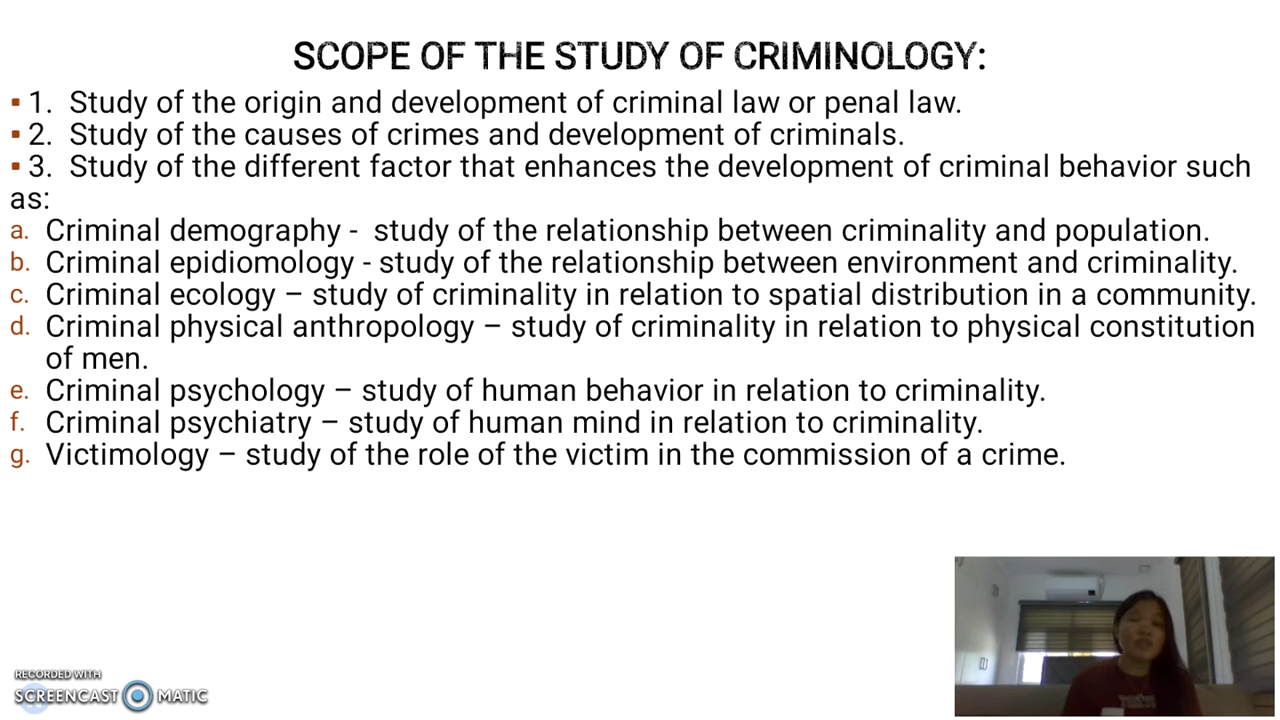 SCOPE OF THE STUDY OF CRIMINOLOGY:
▪ 1. Study of the origin and development of criminal law or penal law.
▪ 2. Study of the causes of crimes and development of criminals.
▪ 3. Study of the different factor that enhances the development of criminal behavior such
as:
a. Criminal demography - study of the relationship between criminality and population.
b. Criminal epidiomology - study of the relationship between environment and criminality.
c. Criminal ecology – study of criminality in relation to spatial distribution in a community.
d. Criminal physical anthropology – study of criminality in relation to physical constitution
of men.
e. Criminal psychology – study of human behavior in relation to criminality.
f. Criminal psychiatry – study of human mind in relation to criminality.
g. Victimology – study of the role of the victim in the commission of a crime.
RECORDED WITH
SCREENCAST MATIC